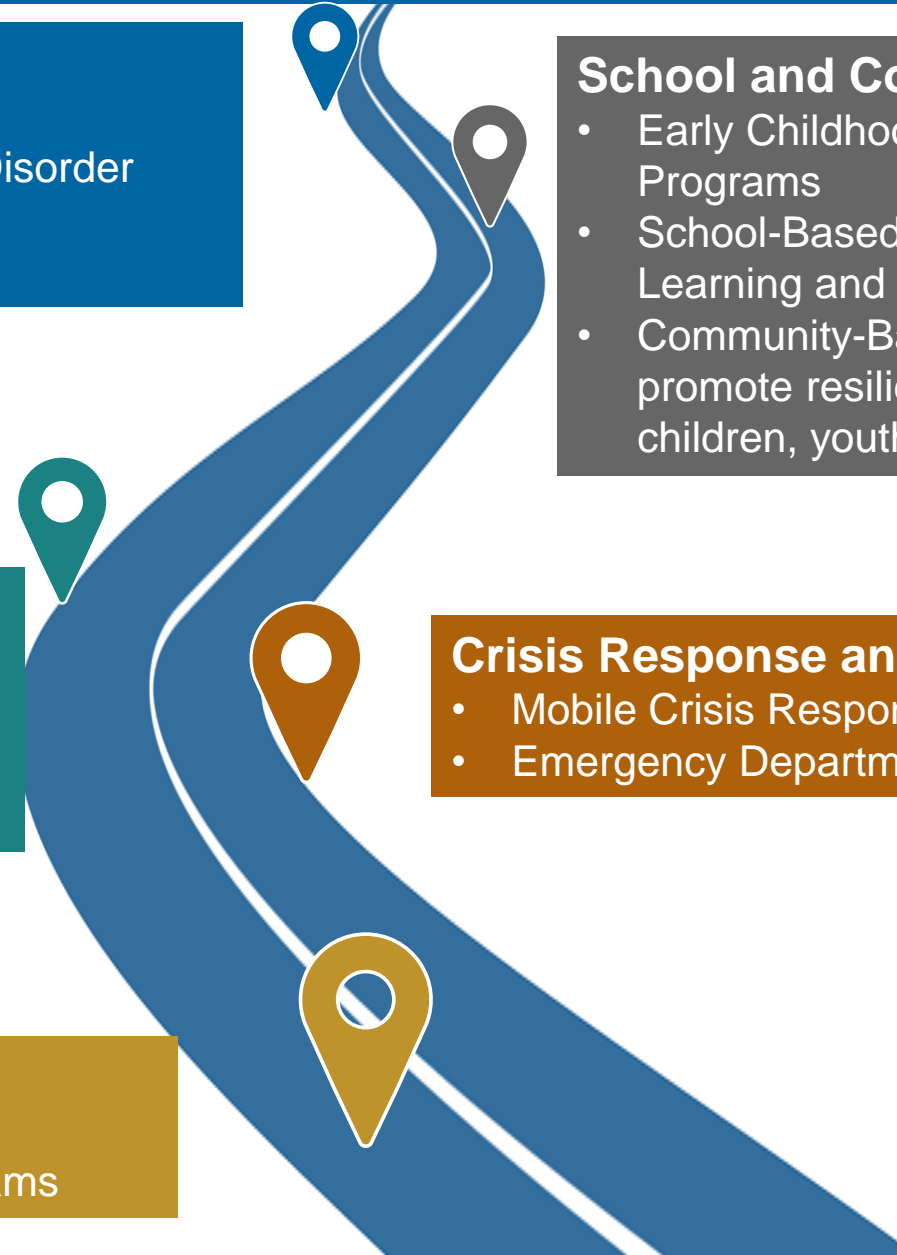 Disorder
School and Co
• Early Childhoo
Programs
• School-Based
Learning and
• Community-Ba
promote resilie
children, youth
Crisis Response an
• Mobile Crisis Respon
• Emergency Departm
ams